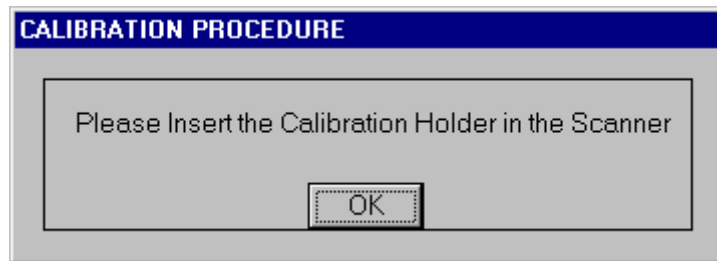 CALIBRATION PROCEDURE
Please Insert the Calibration Holder in the Scanner
OK